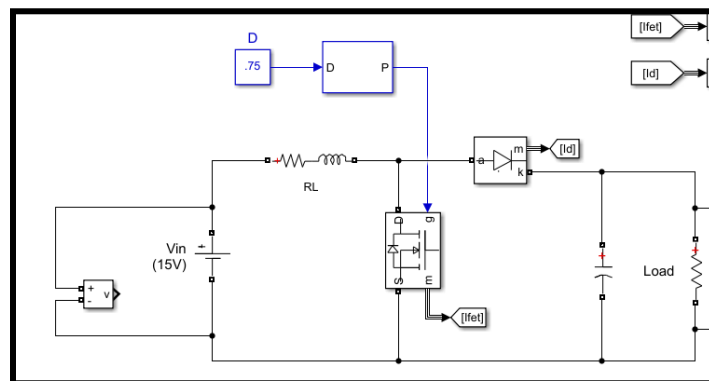 D
.75
D
P
[Ifet]
[Id]
RL
a
m
k
[Id]
Vin
(15V)
+
v
+
-
D
g
S
m
[Ifet]
+
+
Load
+